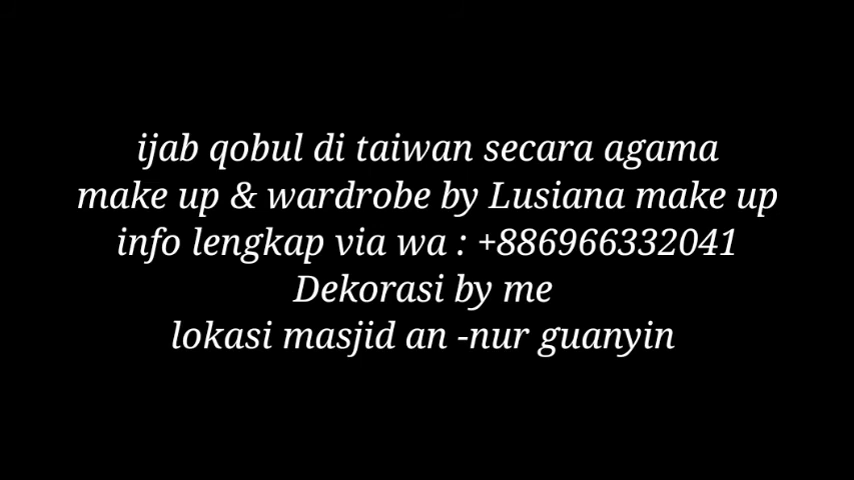 ijab qobul di taiwan secara agama
make up & wardrobe by Lusiana make up
info lengkap via wa : +886966332041
Dekorasi by me
lokasi masjid an -nur guanyin